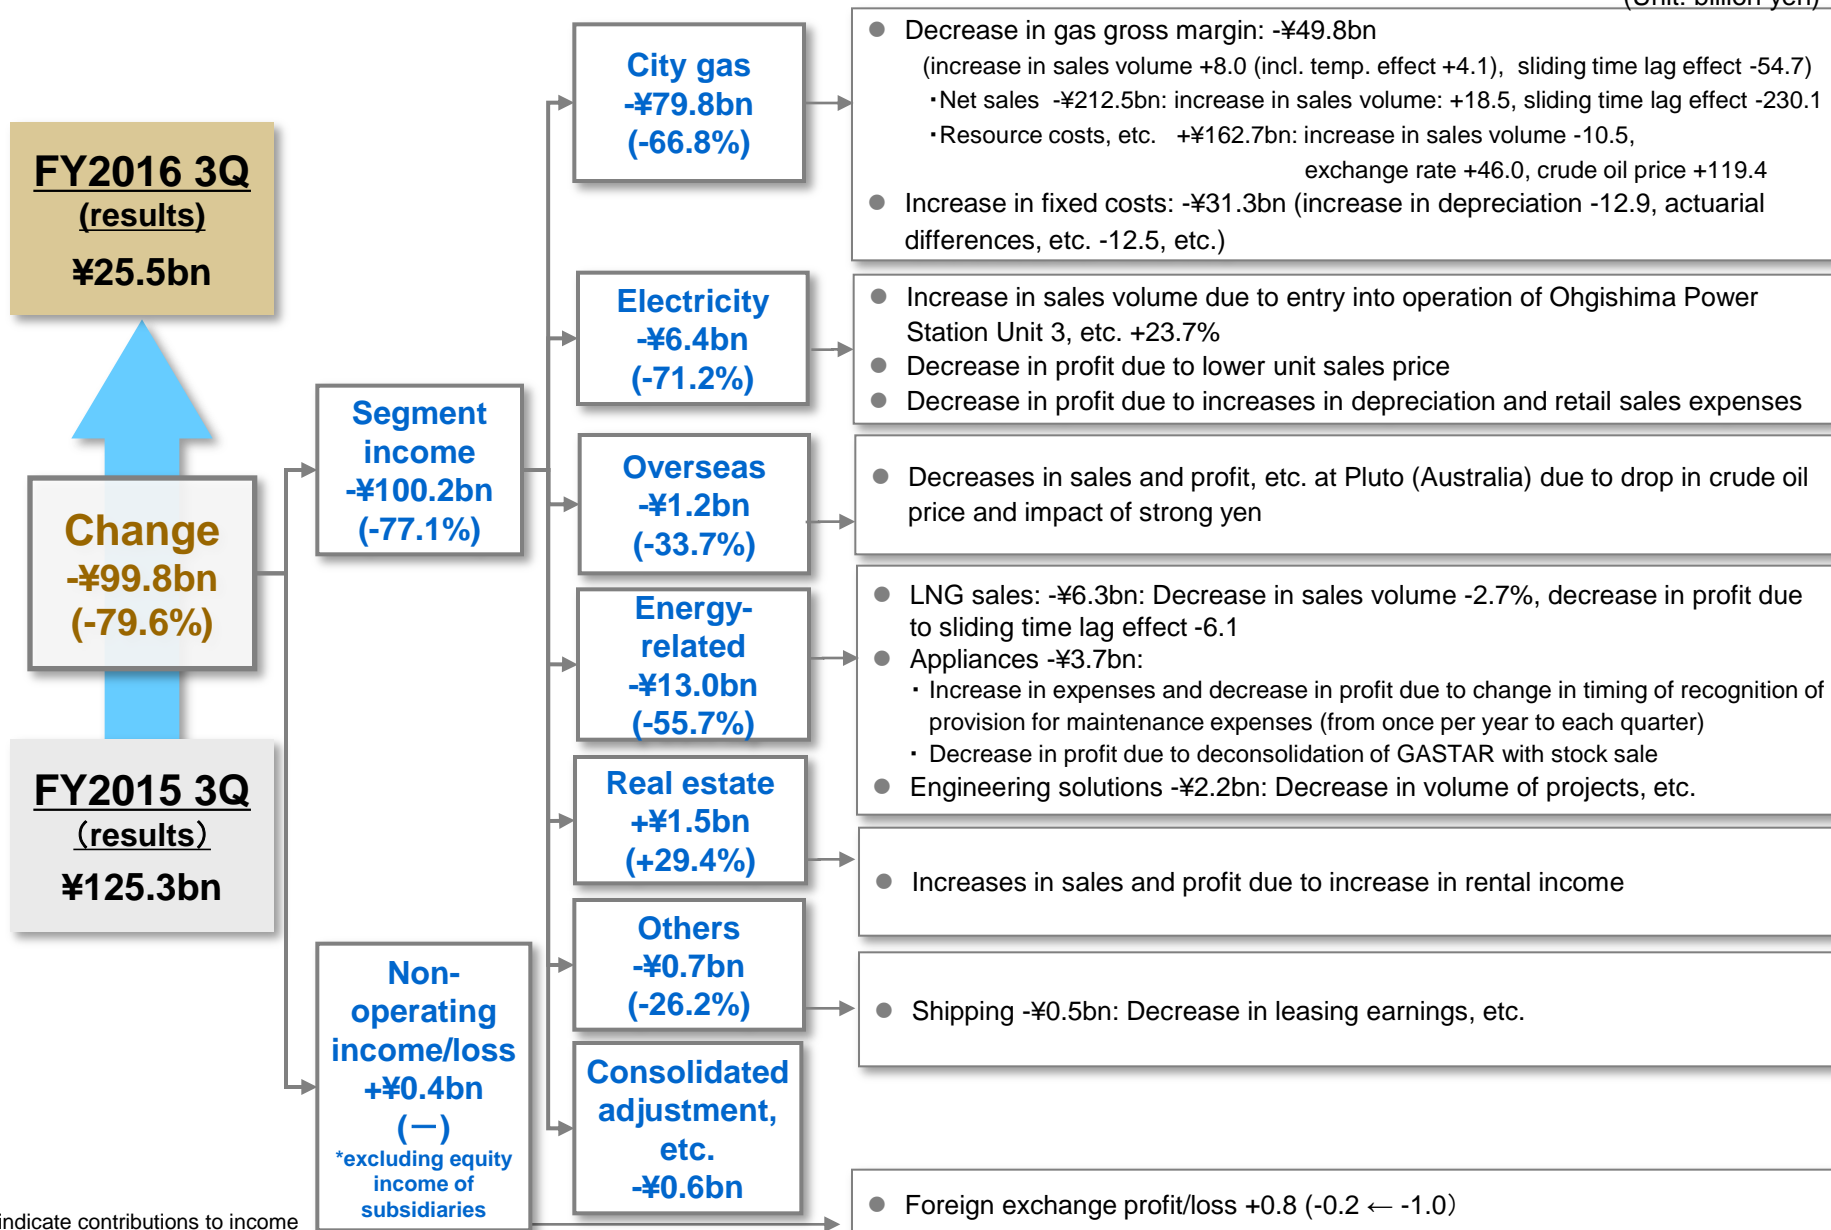 (Unit: billion yen)
FY2016 3Q
(results)
¥25.5bn
Change
-¥99.8bn
(-79.6%)
FY2015 3Q
（results）
¥125.3bn
Segment
income
-¥100.2bn
(-77.1%)
Non-
operating
income/loss
+¥0.4bn
(－)
*excluding equity
income of
subsidiaries
City gas
-¥79.8bn
(-66.8%)
● Decrease in gas gross margin: -¥49.8bn
(increase in sales volume +8.0 (incl. temp. effect +4.1), sliding time lag effect -54.7)
・Net sales -¥212.5bn: increase in sales volume: +18.5, sliding time lag effect -230.1
・Resource costs, etc. +¥162.7bn: increase in sales volume -10.5,
exchange rate +46.0, crude oil price +119.4
● Increase in fixed costs: -¥31.3bn (increase in depreciation -12.9, actuarial
differences, etc. -12.5, etc.)
Electricity
-¥6.4bn
(-71.2%)
● Increase in sales volume due to entry into operation of Ohgishima Power
Station Unit 3, etc. +23.7%
● Decrease in profit due to lower unit sales price
● Decrease in profit due to increases in depreciation and retail sales expenses
Overseas
-¥1.2bn
(-33.7%)
● Decreases in sales and profit, etc. at Pluto (Australia) due to drop in crude oil
price and impact of strong yen
Energy-
related
-¥13.0bn
(-55.7%)
● LNG sales: -¥6.3bn: Decrease in sales volume -2.7%, decrease in profit due
to sliding time lag effect -6.1
● Appliances -¥3.7bn:
・Increase in expenses and decrease in profit due to change in timing of recognition of
provision for maintenance expenses (from once per year to each quarter)
・Decrease in profit due to deconsolidation of GASTAR with stock sale
● Engineering solutions -¥2.2bn: Decrease in volume of projects, etc.
Real estate
+¥1.5bn
(+29.4%)
● Increases in sales and profit due to increase in rental income
Others
-¥0.7bn
(-26.2%)
● Shipping -¥0.5bn: Decrease in leasing earnings, etc.
Consolidated
adjustment,
etc.
-¥0.6bn
● Foreign exchange profit/loss +0.8 (-0.2 ← -1.0）
indicate contributions to income